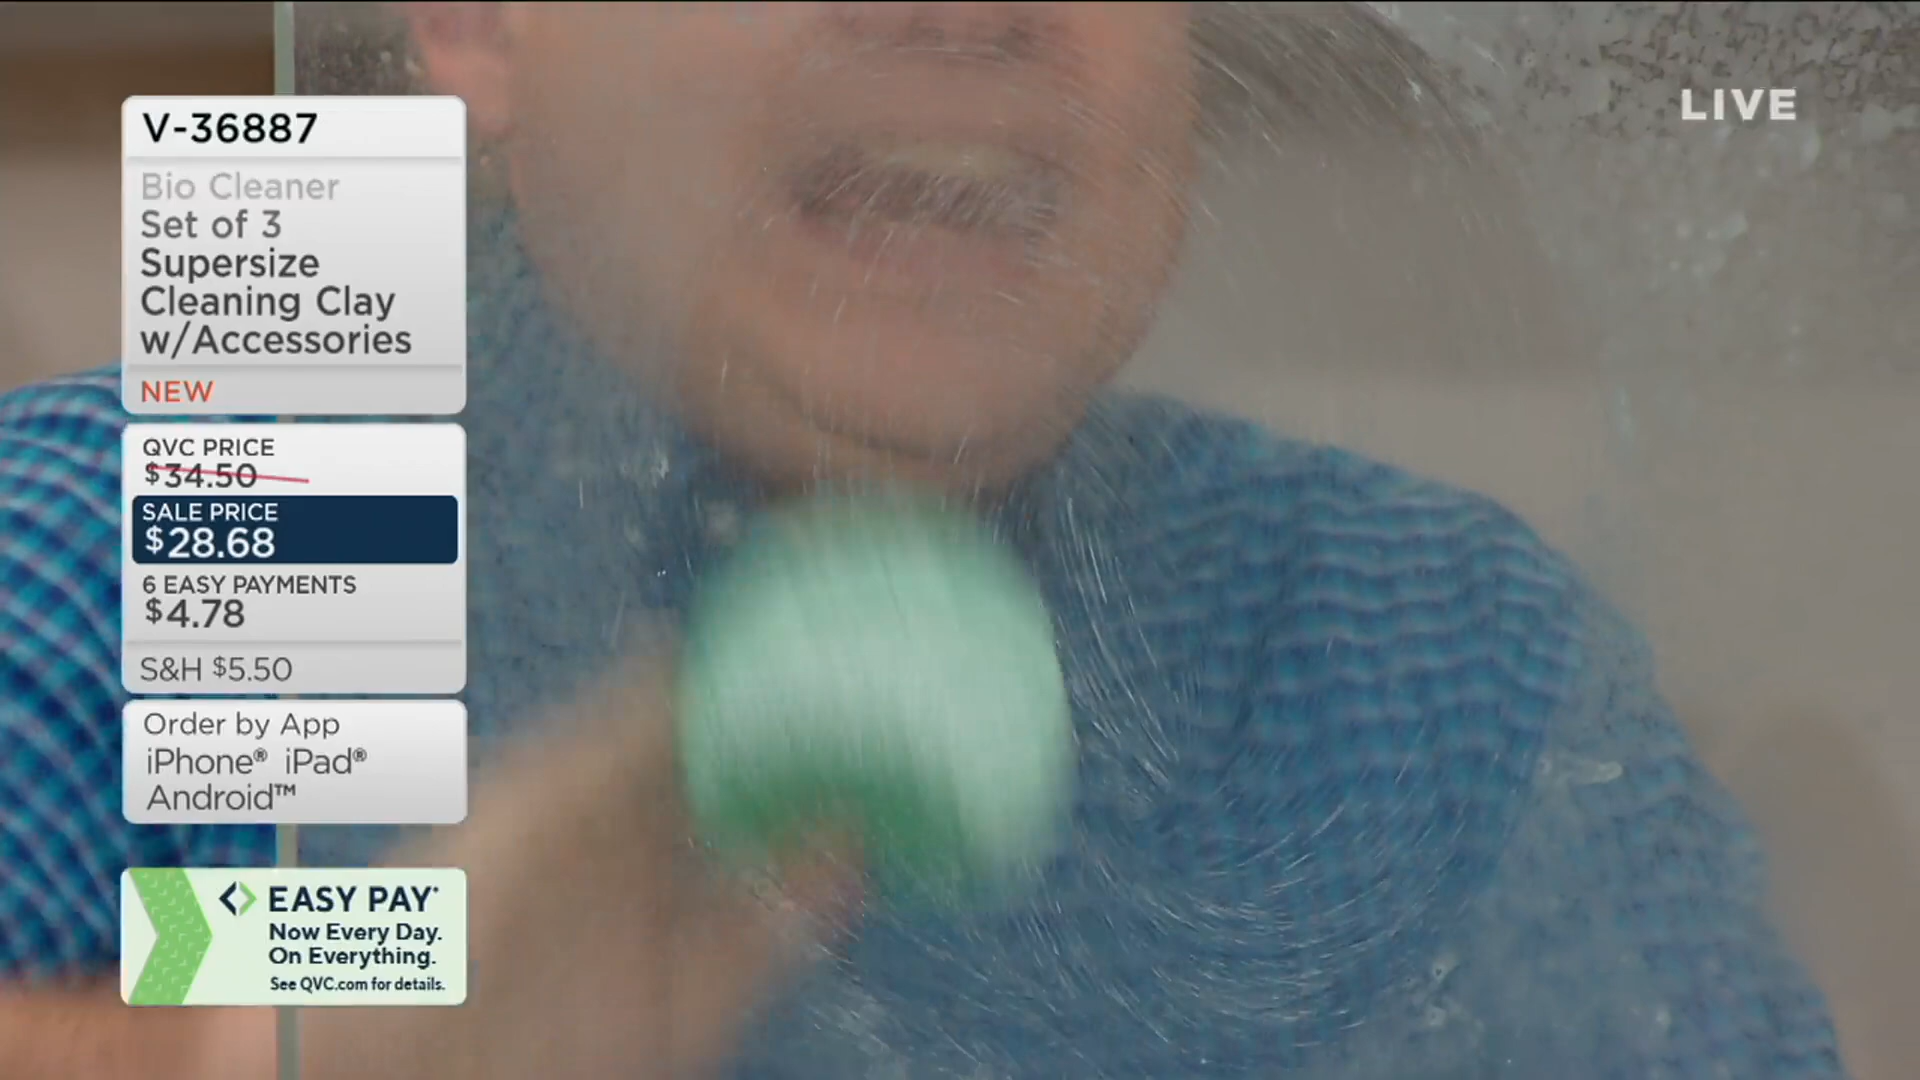 V-36887
Bio Cleaner
Set of 3
Supersize
Cleaning Clay
w/Accessories
NEW
QVC PRICE
$34.50
SALE PRICE
$28.68
6 EASY PAYMENTS
$4.78
S&H $5.50
Order by App
iPhone® iPad®
Android™
EASY PAY*
Now Every Day.
On Everything.
See QVC.com for details.
LIVE